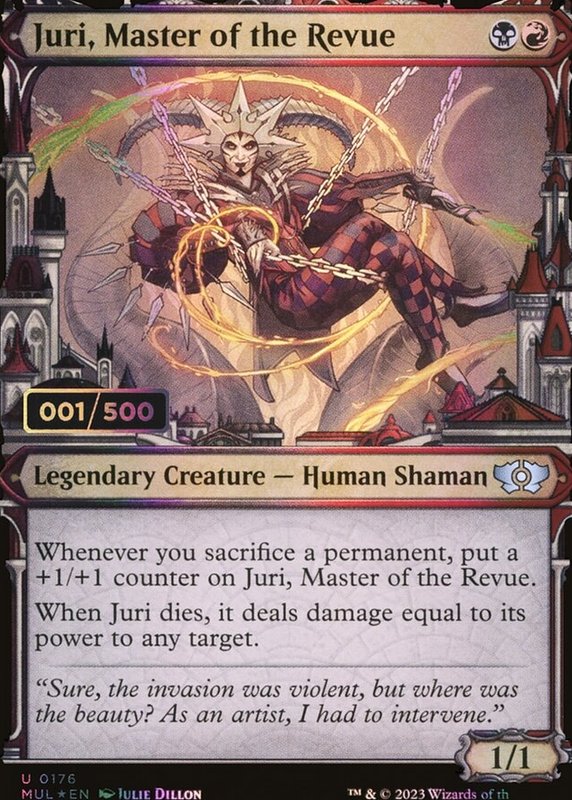 Juri, Master of the Revue
001/500
Legendary Creature — Human Shaman
Whenever you sacrifice a permanent, put a
+1/+1 counter on Juri, Master of the Revue.
When Juri dies, it deals damage equal to its
power to any target.
“Sure, the invasion was violent, but where was
the beauty? As an artist, I had to intervene.”
1/1
U 0176
MUL★EN JULIE DILLON ™ & © 2023 Wizards of th